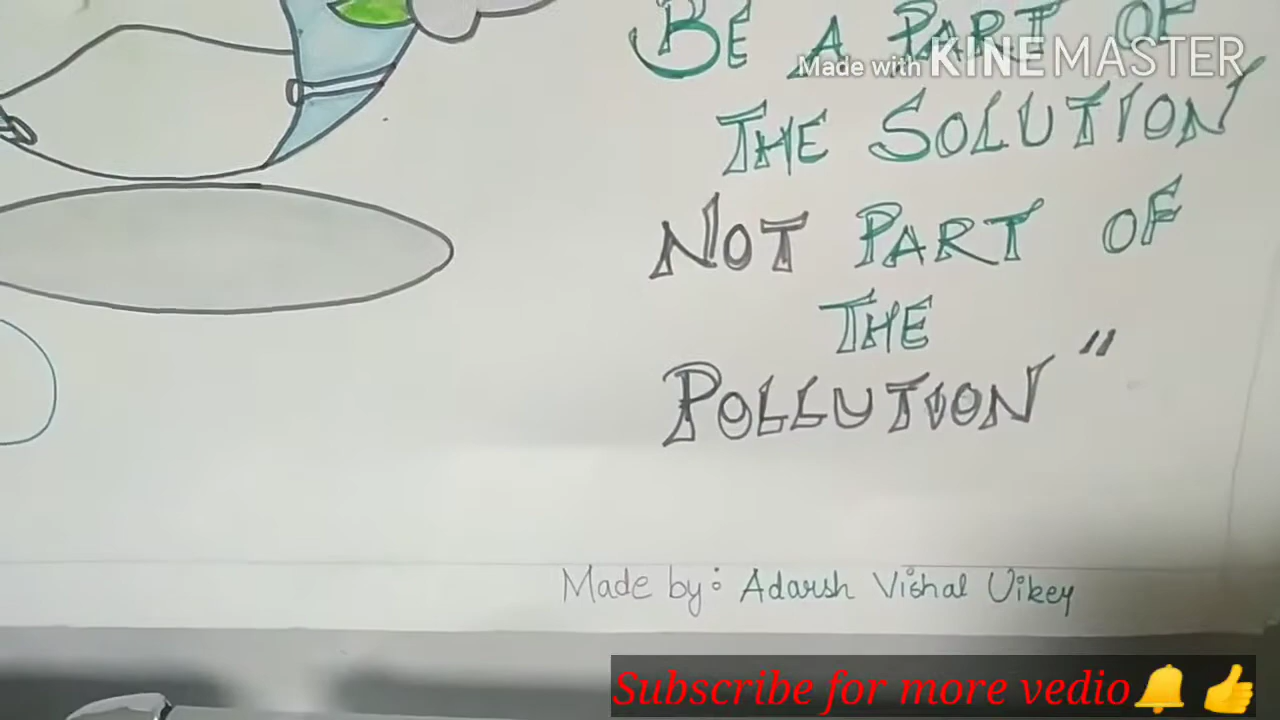 BE A PART OF
Made with KINEMASTER
THE SOLUTION
NOT PART OF
THE
POLLUTION"
Made by: Adarsh Vishal Uikey
Subscribe for more vedio🔔👍